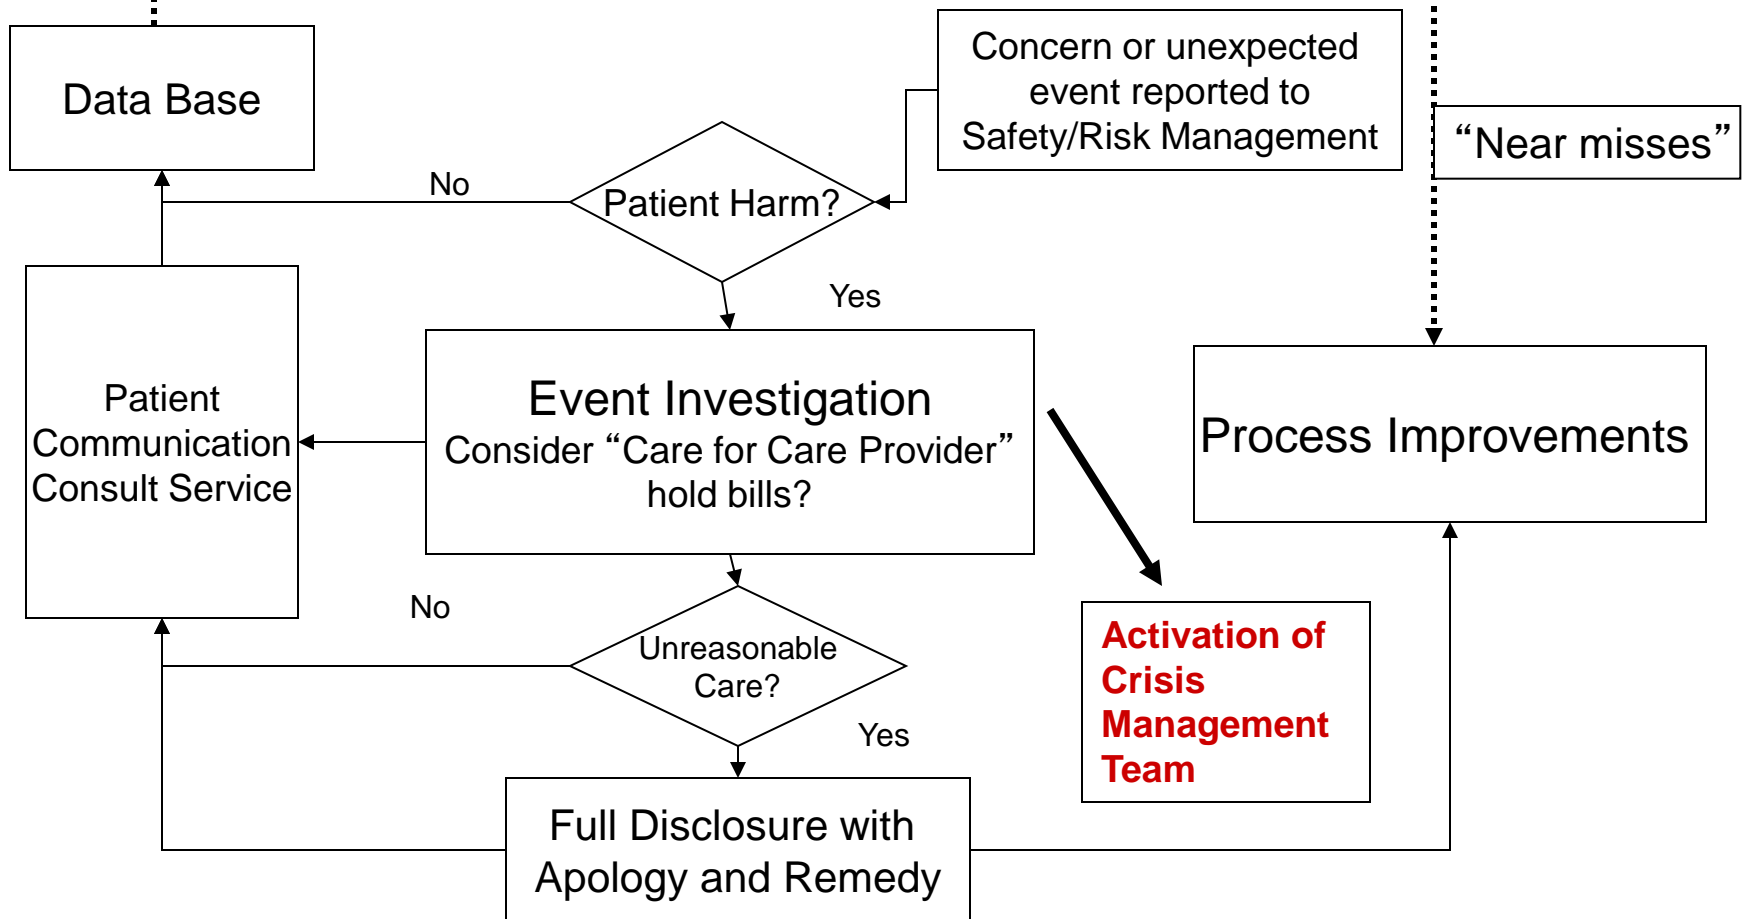 Data Base
Concern or unexpected
event reported to
Safety/Risk Management
“Near misses”
No
Patient Harm?
Yes
Patient
Communication
Consult Service
Event Investigation
Consider “Care for Care Provider”
hold bills?
Process Improvements
No
Unreasonable
Care?
Yes
Activation of
Crisis
Management
Team
Full Disclosure with
Apology and Remedy